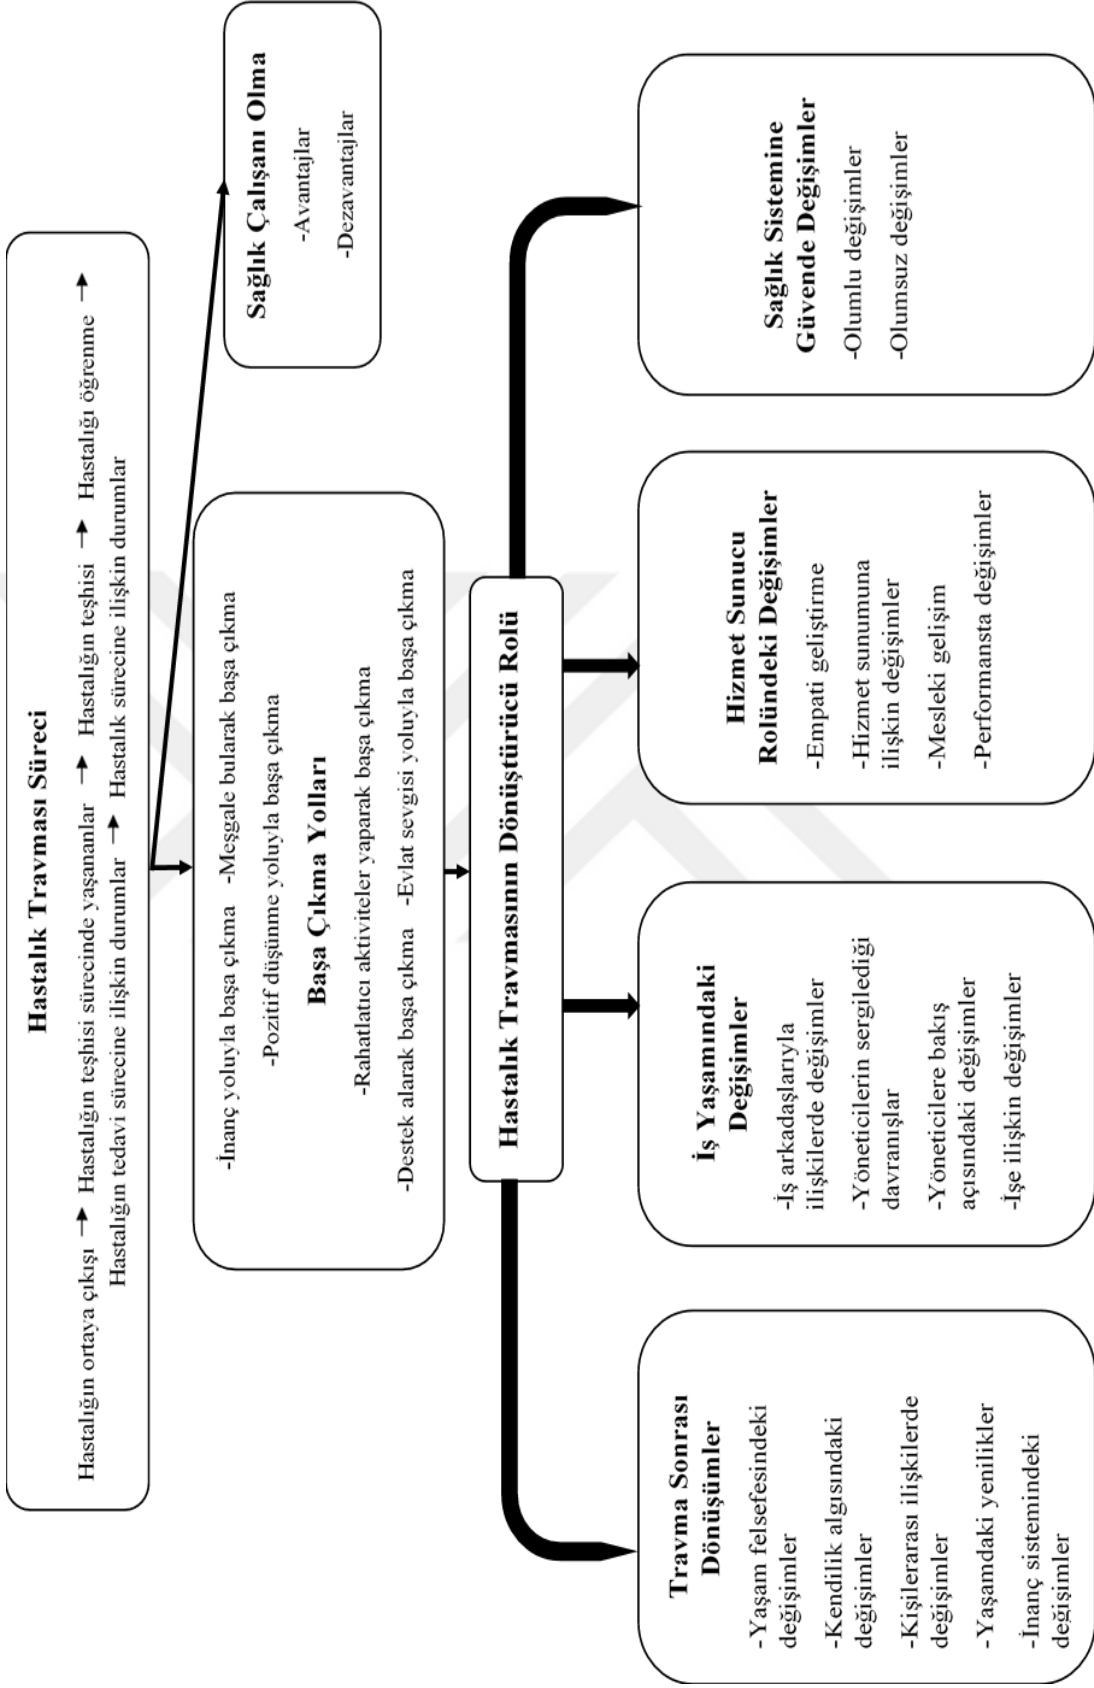 Hastalık Travması Süreci
Hastalığın ortaya çıkışı → Hastalığın teşhisi sürecinde yaşananlar → Hastalığın teşhisi → Hastalığı öğrenme →
Hastalığın tedavi sürecine ilişkin durumlar → Hastalık sürecine ilişkin durumlar
Sağlık Çalışanı Olma
-Avantajlar
-Dezavantajlar
-İnanç yoluyla başa çıkma -Meşgale bularak başa çıkma
-Pozitif düşünme yoluyla başa çıkma
Başa Çıkma Yolları
-Rahatlatıcı aktiviteler yaparak başa çıkma
-Destek alarak başa çıkma -Evlat sevgisi yoluyla başa çıkma
Hastalık Travmasının Dönüştürücü Rolü
Travma Sonrası
Dönüşümler
-Yaşam felsefesindeki
değişimler
-Kendilik algısındaki
değişimler
-Kişilerarası ilişkilerde
değişimler
-Yaşamdaki yenilikler
-İnanç sistemindeki
değişimler
İş Yaşamındaki
Değişimler
-İş arkadaşlarıyla
ilişkilerde değişimler
-Yöneticilerin sergilediği
davranışlar
-Yöneticilere bakış
açısındaki değişimler
-İşe ilişkin değişimler
Hizmet Sunucu
Rolündeki Değişimler
-Empati geliştirme
-Hizmet sunumuna
ilişkin değişimler
-Mesleki gelişim
-Performansta değişimler
Sağlık Sistemine
Güvende Değişimler
-Olumlu değişimler
-Olumsuz değişimler